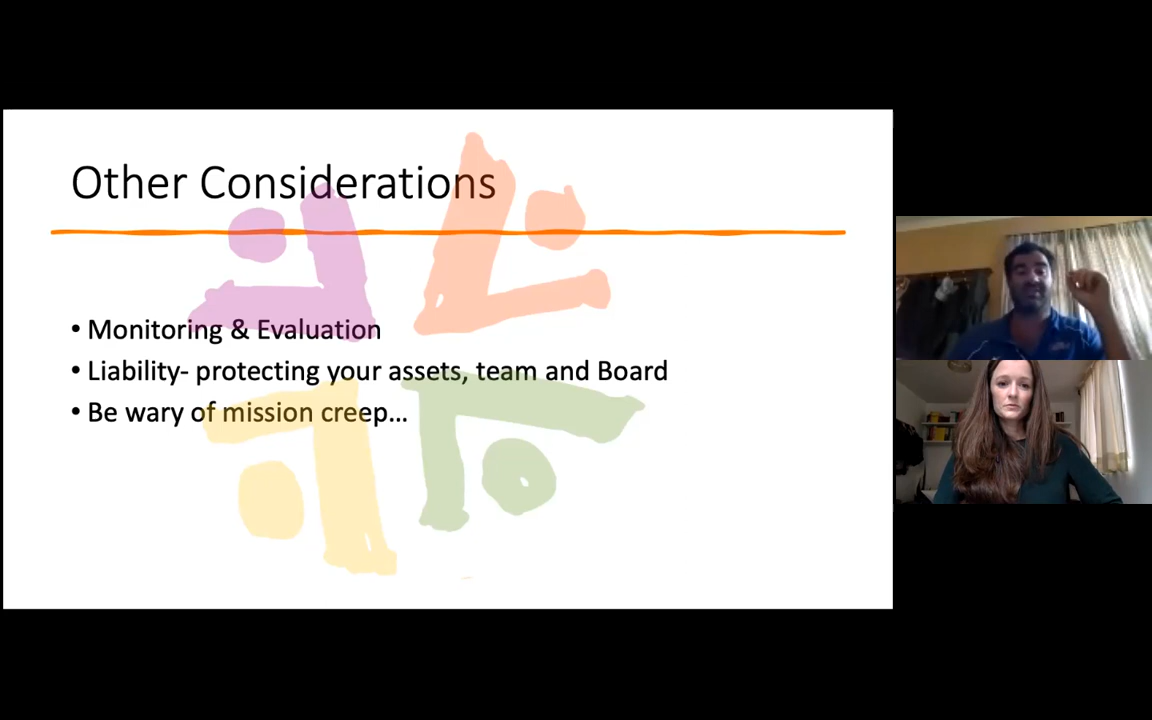 Other Considerations
• Monitoring & Evaluation
• Liability- protecting your assets, team and Board
• Be wary of mission creep...